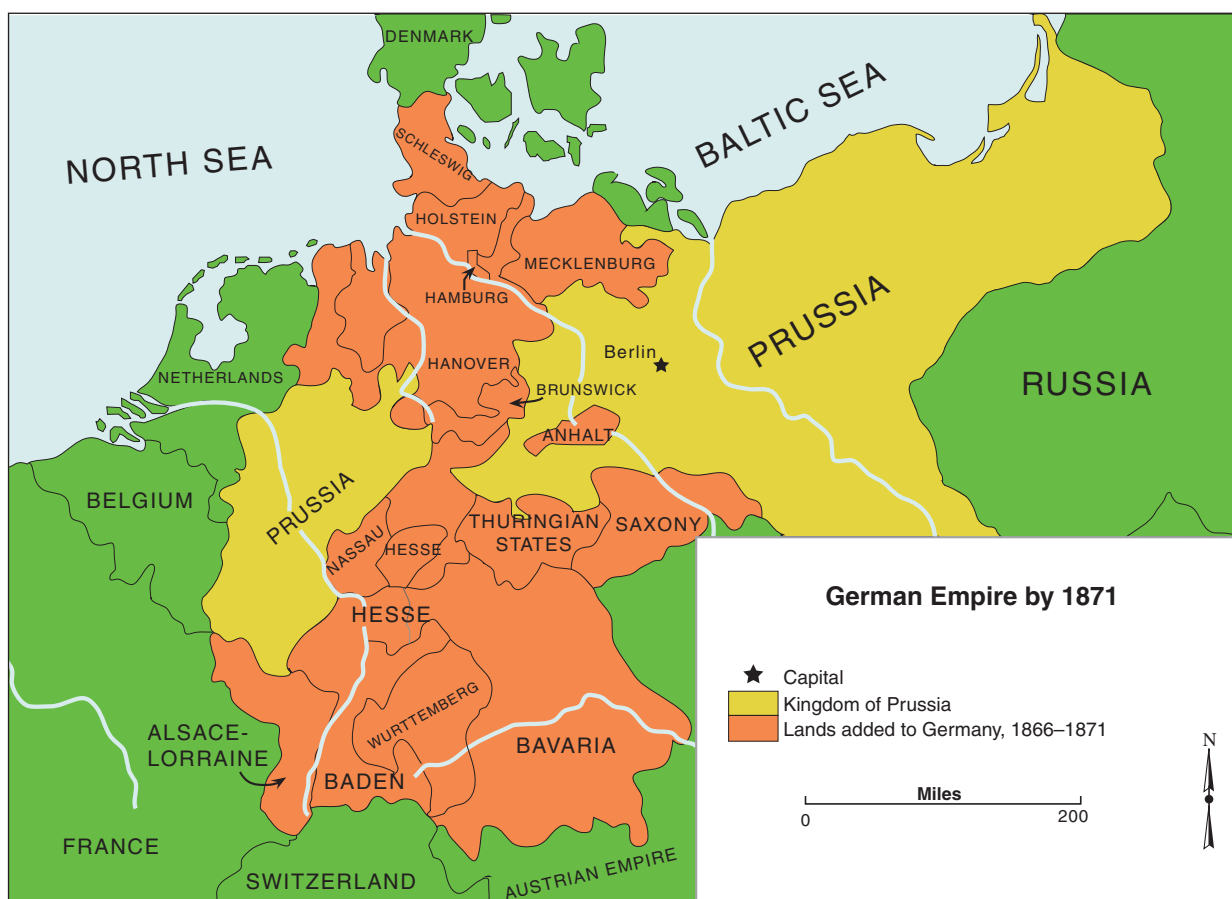 DENMARK
NORTH SEA
BALTIC SEA
SCHLESWIG
HOLSTEIN
MECKLENBURG
HAMBURG
PRUSSIA
Berlin
HANOVER
NETHERLANDS
BRUNSWICK
RUSSIA
ANHALT
BELGIUM
PRUSSIA
THURINGIAN
STATES
SAXONY
NASSAU
HESSE
HESSE
WURTTEMBERG
ALSACE-
LORRAINE
BAVARIA
BADEN
FRANCE
SWITZERLAND
AUSTRIAN EMPIRE
German Empire by 1871
Capital
Kingdom of Prussia
Lands added to Germany, 1866–1871
N
Miles
0
200